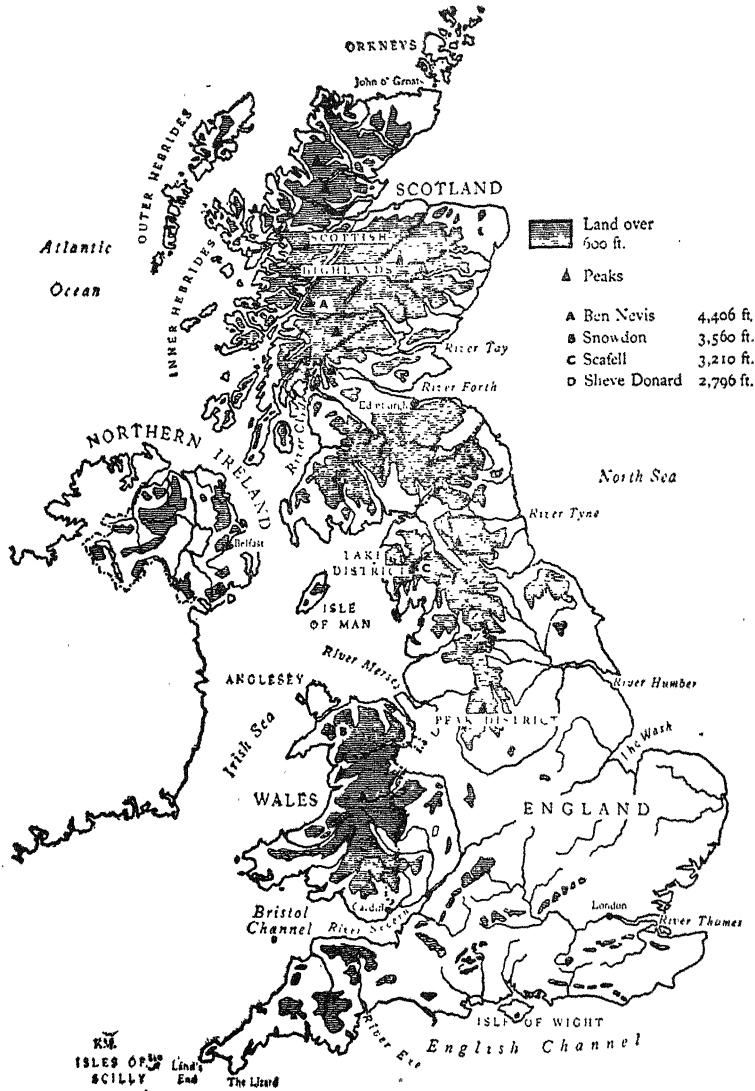 ORKNEYS
John o' Groats
OUTER HEBRIDES
SCOTLAND
Atlantic
Ocean
INNER HEBRIDES
SCOTTISH
HIGHLANDS
A
Land over
600 ft.
Peaks
A Ben Nevis 4,406 ft.
B Snowdon 3,560 ft.
C Scafell 3,210 ft.
D Slieve Donard 2,796 ft.
River Tay
River Forth
Edinburgh
River Clyde
NORTHERN IRELAND
Belfast
North Sea
River Tyne
LAKE
DISTRICT
C
ISLE
OF MAN
River Mersey
ANGLESEY
River Humber
PEAK DISTRICT
Irish Sea
B
The Wash
WALES
ENGLAND
Cardiff
London
Bristol
Channel
River Severn
River Thames
ISLE OF WIGHT
River Exe
English Channel
ISLES OF
SCILLY
Land's
End
The Lizard